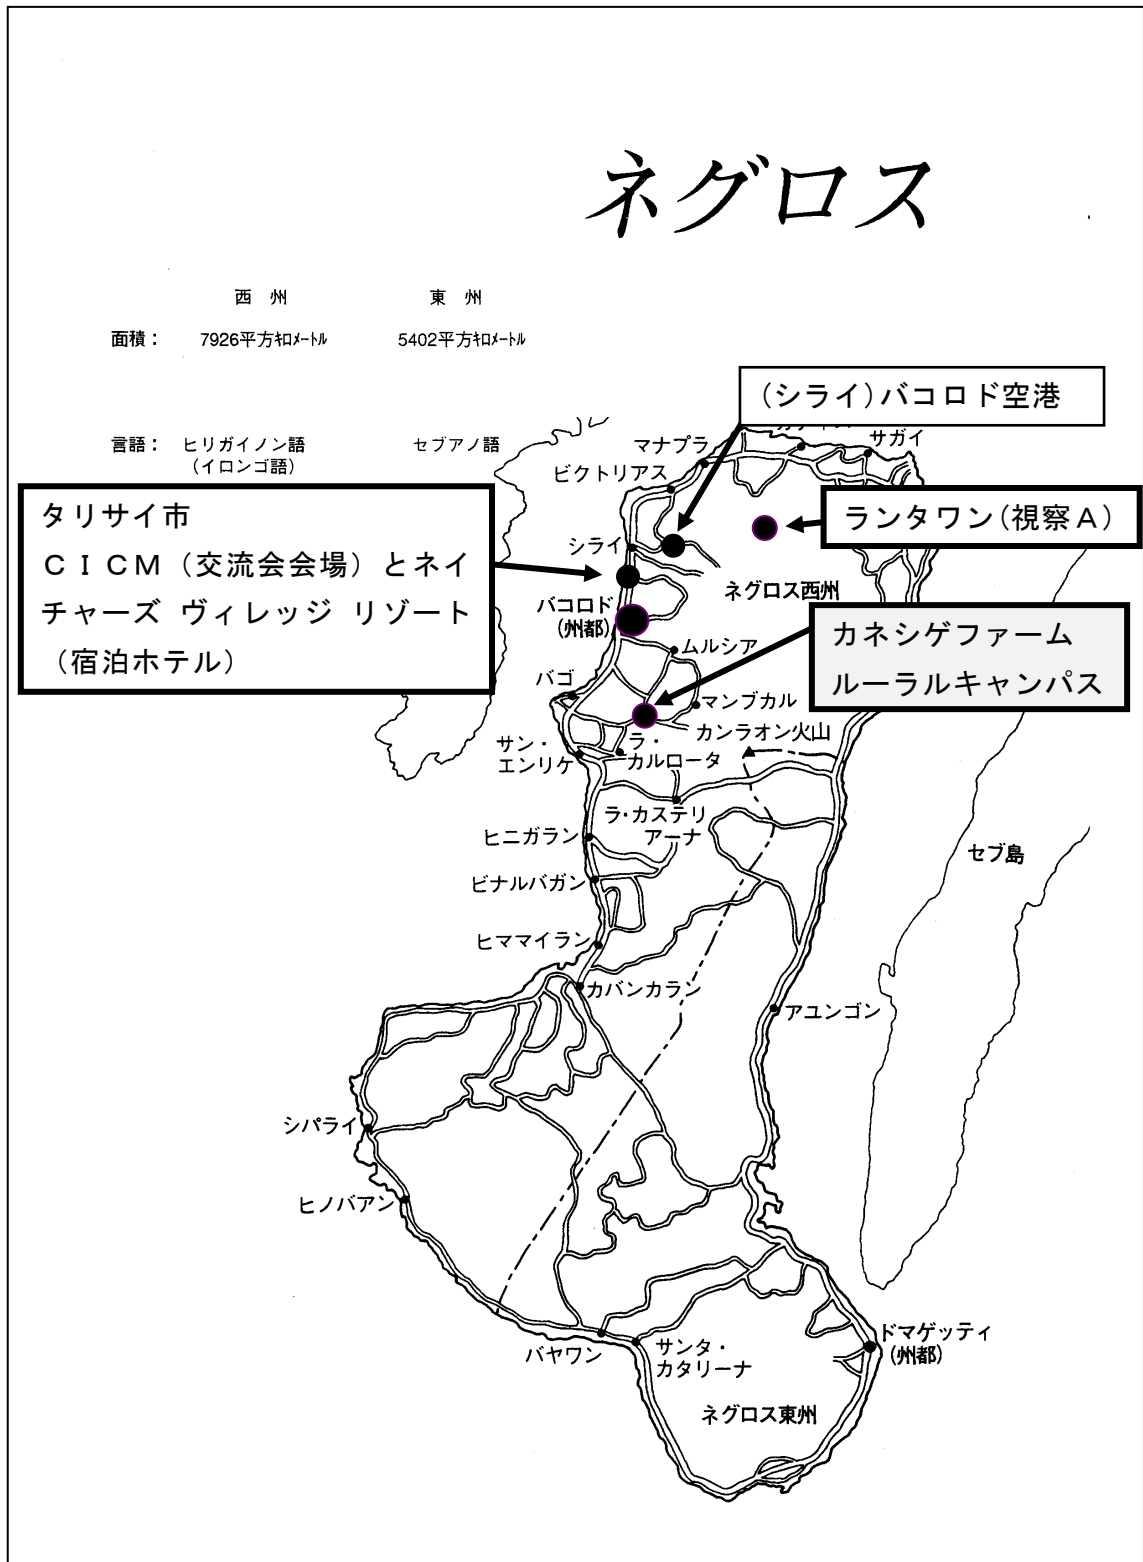 ネグロス
西 州　　東 州
面積： 7926平方キロメートル 5402平方キロメートル
(シライ)バコロド空港
言語： ヒリガイノン語 セブアノ語
(イロンゴ語)
マナプラ
サガイ
ビクトリアス
タリサイ市
ＣＩＣＭ（交流会会場）とネイ
チャーズ ヴィレッジ リゾート
（宿泊ホテル）
ランタワン(視察Ａ)
シライ
ネグロス西州
バコロド
(州都)
カネシゲファーム
ルーラルキャンパス
ムルシア
バゴ
マンブカル
カンラオン火山
サン・
エンリケ
ラ・
カルロータ
ラ・カステリ
アーナ
ヒニガラン
セブ島
ビナルバガン
ヒママイラン
カバンカラン
アユンゴン
シパライ
ヒノバアン
ドマゲッティ
(州都)
バヤワン
サンタ・
カタリーナ
ネグロス東州